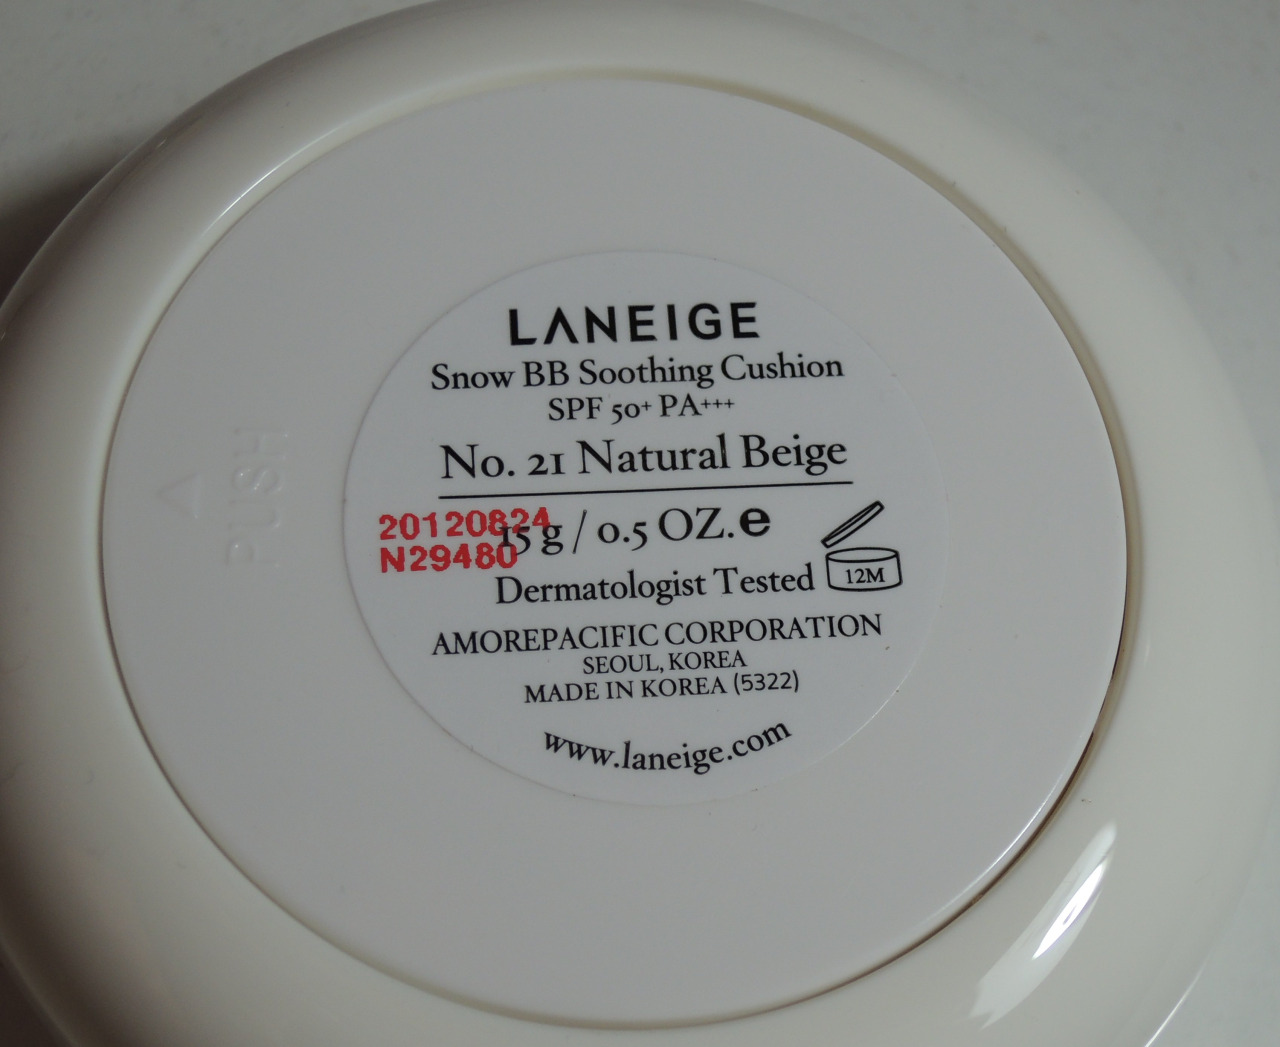 LANEIGE
Snow BB Soothing Cushion
SPF 50+ PA+++
No. 21 Natural Beige
20120824
15 g / 0.5 OZ.e
N29480
Dermatologist Tested
12M
AMOREPACIFIC CORPORATION
SEOUL, KOREA
MADE IN KOREA (5322)
www.laneige.com
PUSH